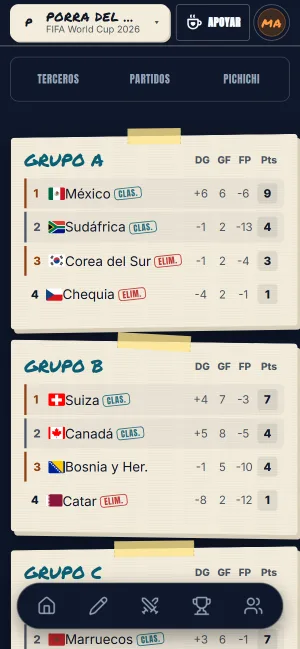 P PORRA DEL ...
FIFA World Cup 2026
APOYAR
MA
TERCEROS PARTIDOS PICHICHI
GRUPO A DG GF FP Pts
1 México CLAS. +6 6 -6 9
2 Sudáfrica CLAS. -1 2 -13 4
3 Corea del Sur ELIM. -1 2 -4 3
4 Chequia ELIM. -4 2 -1 1
GRUPO B DG GF FP Pts
1 Suiza CLAS. +4 7 -3 7
2 Canadá CLAS. +5 8 -5 4
3 Bosnia y Her. -1 5 -10 4
4 Catar ELIM. -8 2 -12 1
GRUPO C DG GF FP Pts
2 Marruecos CLAS. +3 6 -1 7